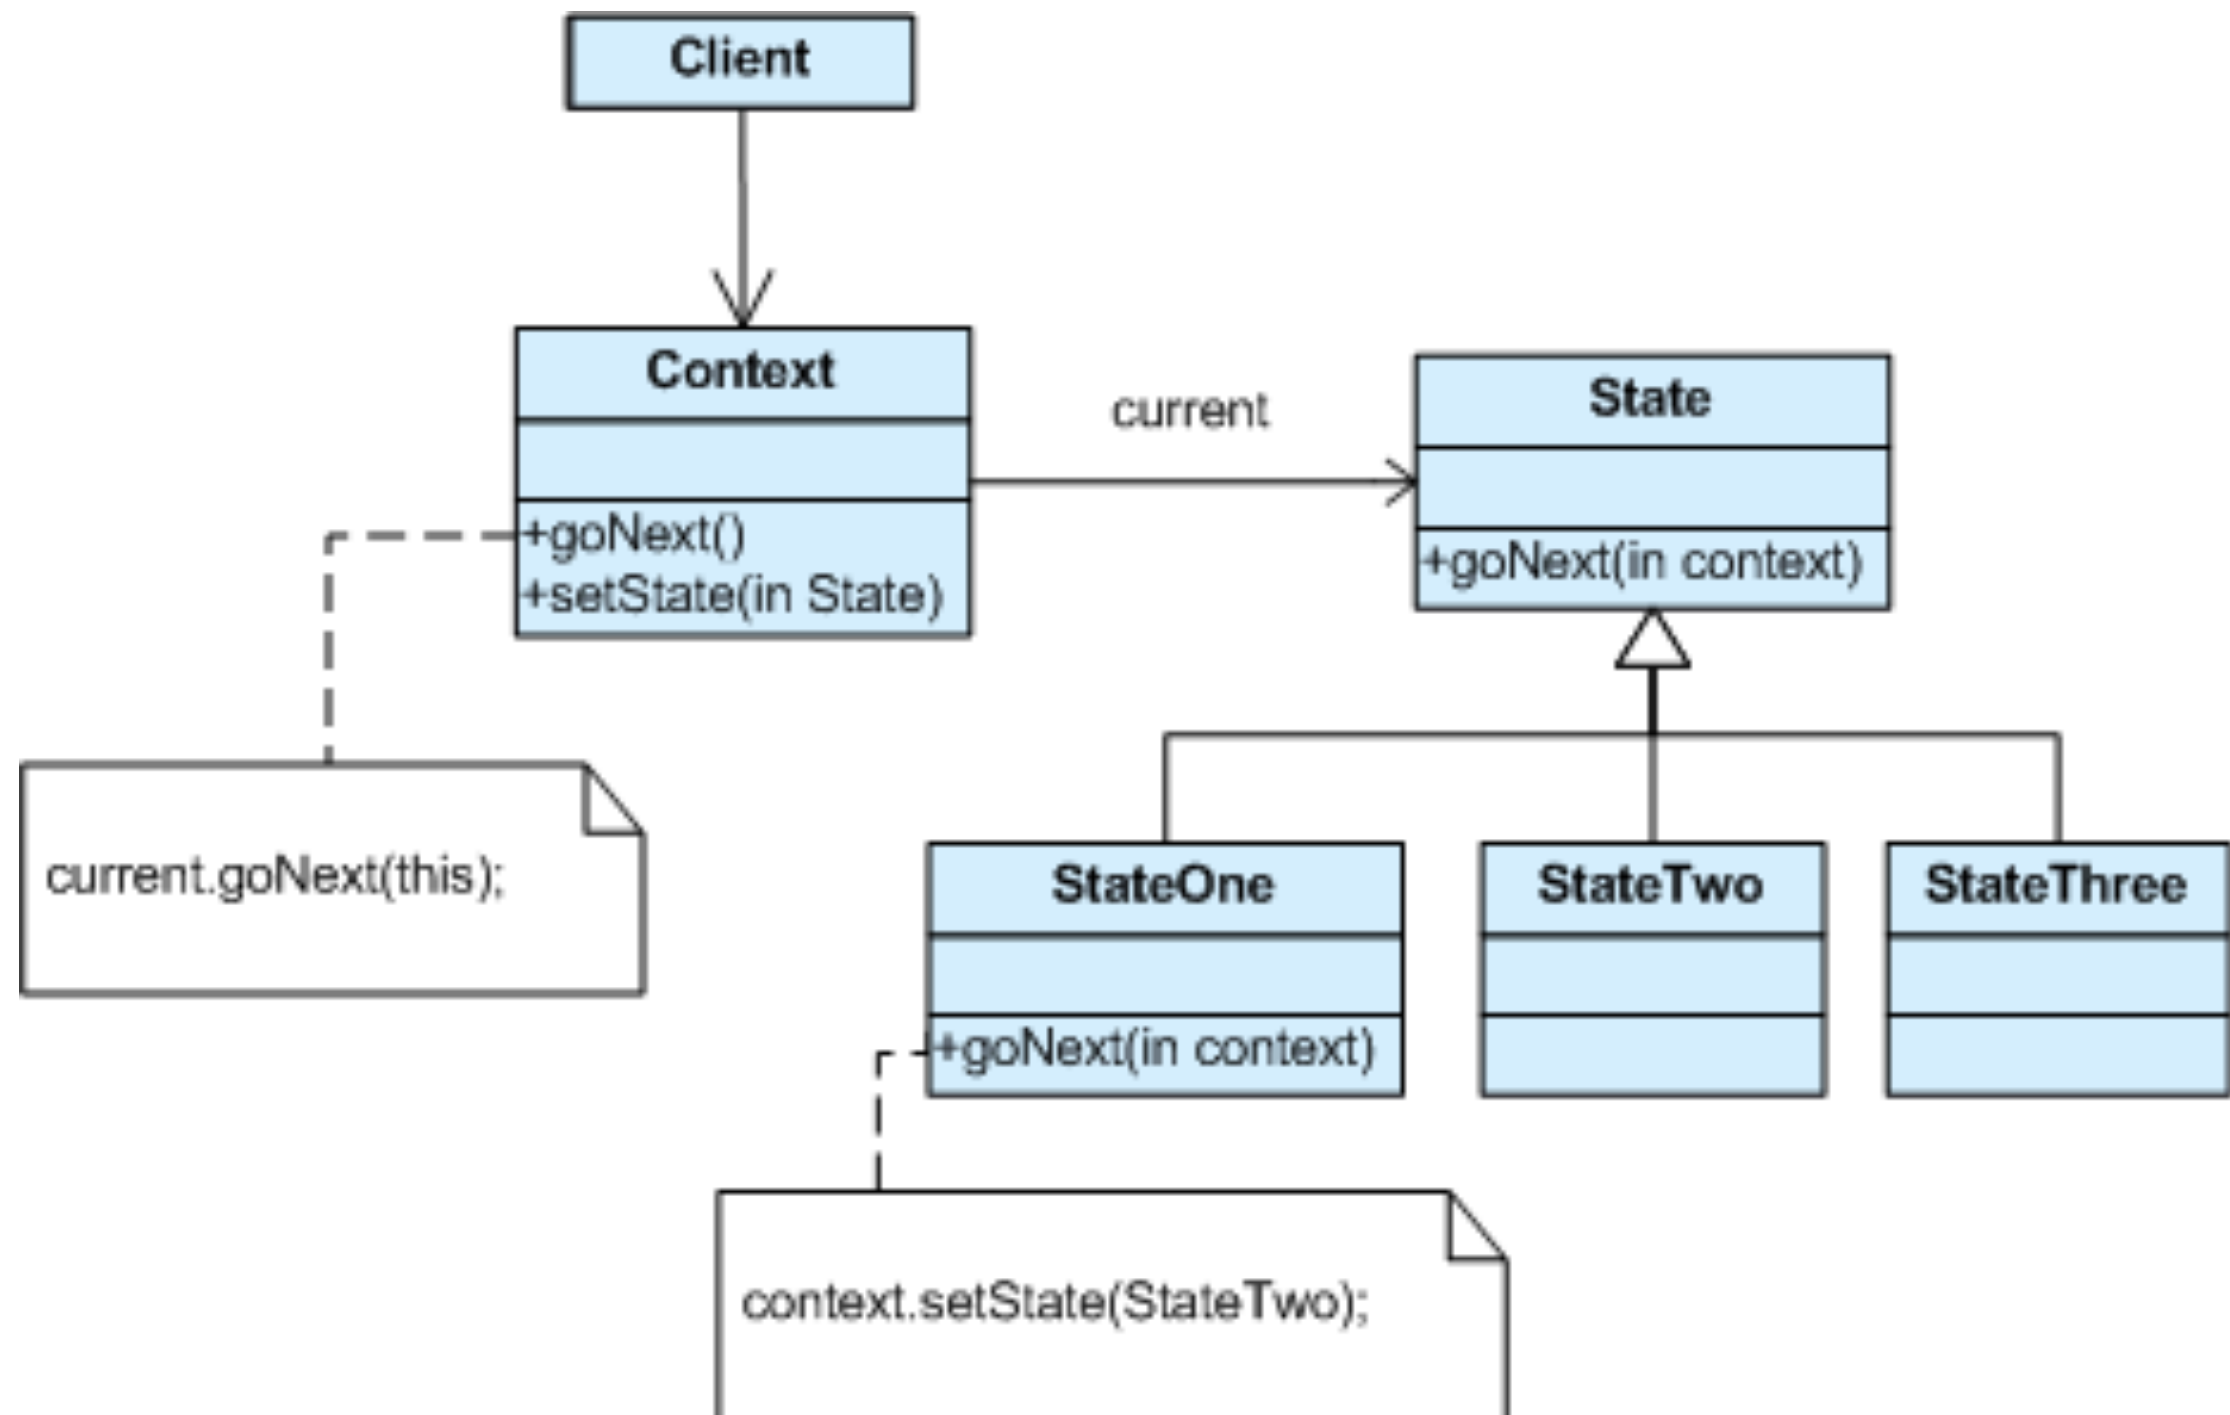 Client
Context
+goNext()
+setState(in State)
current
State
+goNext(in context)
current.goNext(this);
StateOne
+goNext(in context)
StateTwo
StateThree
context.setState(StateTwo);